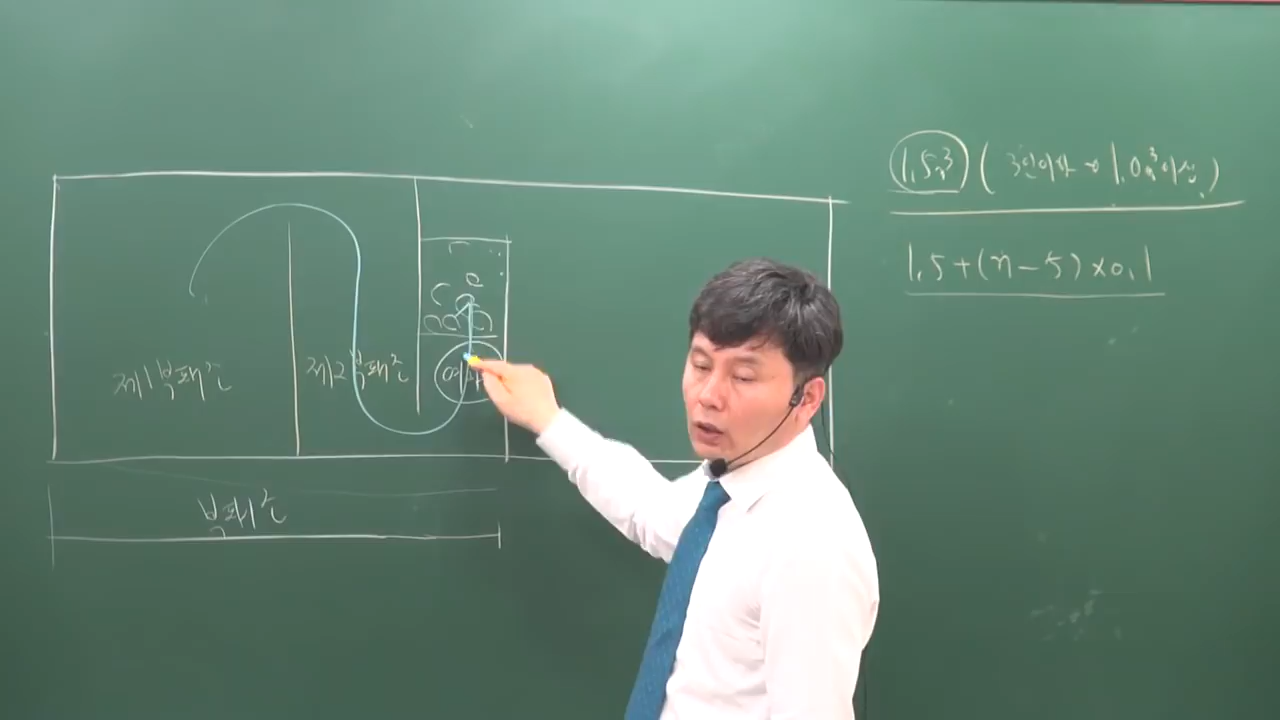 1.5m³ ( 3인이하 → 1.0m³이상. )
1.5+(n-5)×0.1
제1부패조
제2부패조
여과
부패조